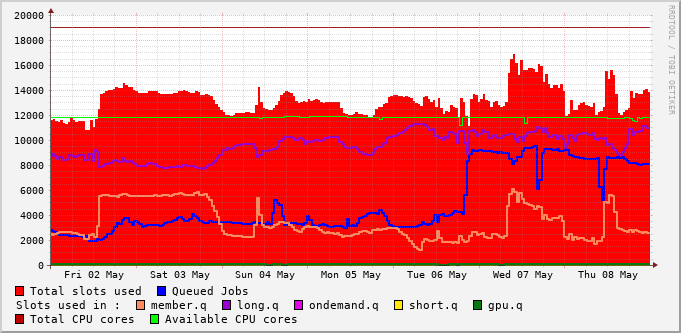 RRDTOOL / TOBI OETIKER
20000
18000
16000
14000
12000
10000
8000
6000
4000
2000
0
Fri 02 May Sat 03 May Sun 04 May Mon 05 May Tue 06 May Wed 07 May Thu 08 May
Total slots used Queued Jobs
Slots used in : member.q long.q ondemand.q short.q gpu.q
Total CPU cores Available CPU cores